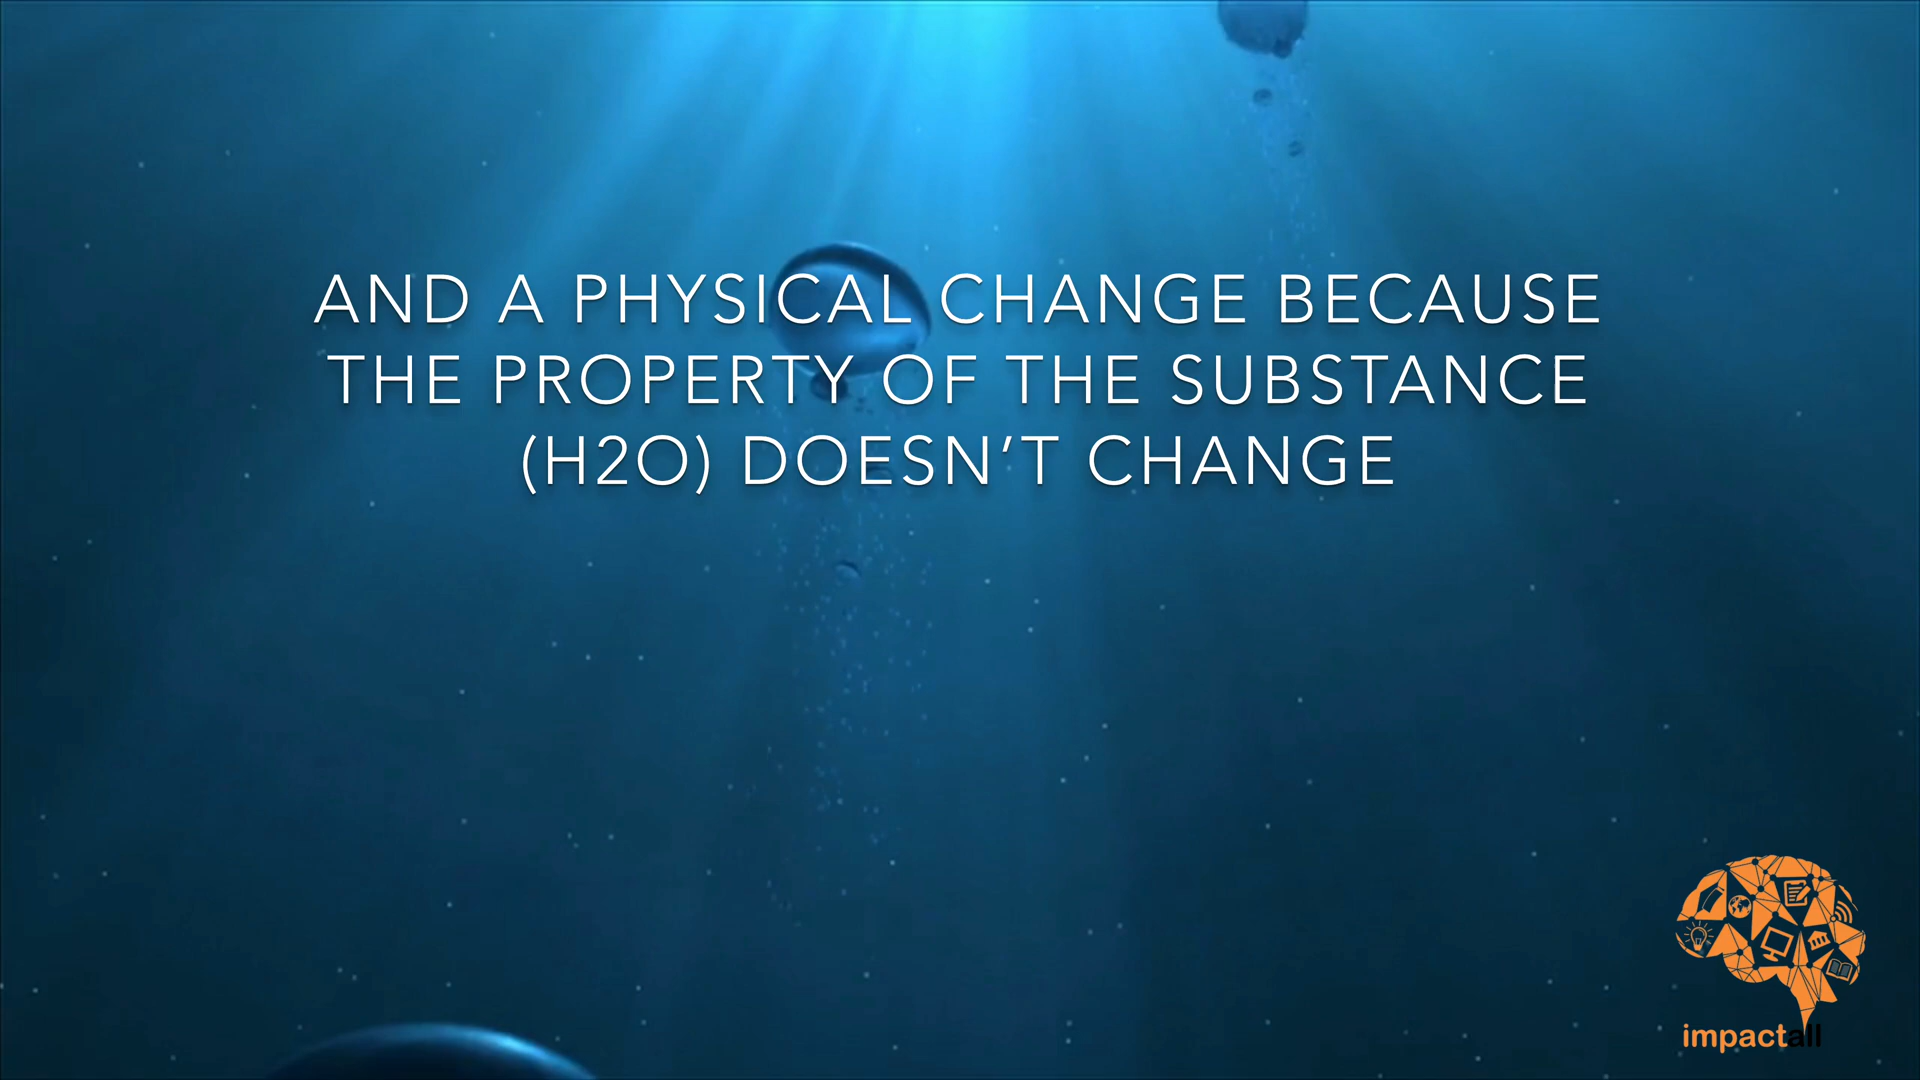 AND A PHYSICAL CHANGE BECAUSE
THE PROPERTY OF THE SUBSTANCE
(H2O) DOESN’T CHANGE
impactall